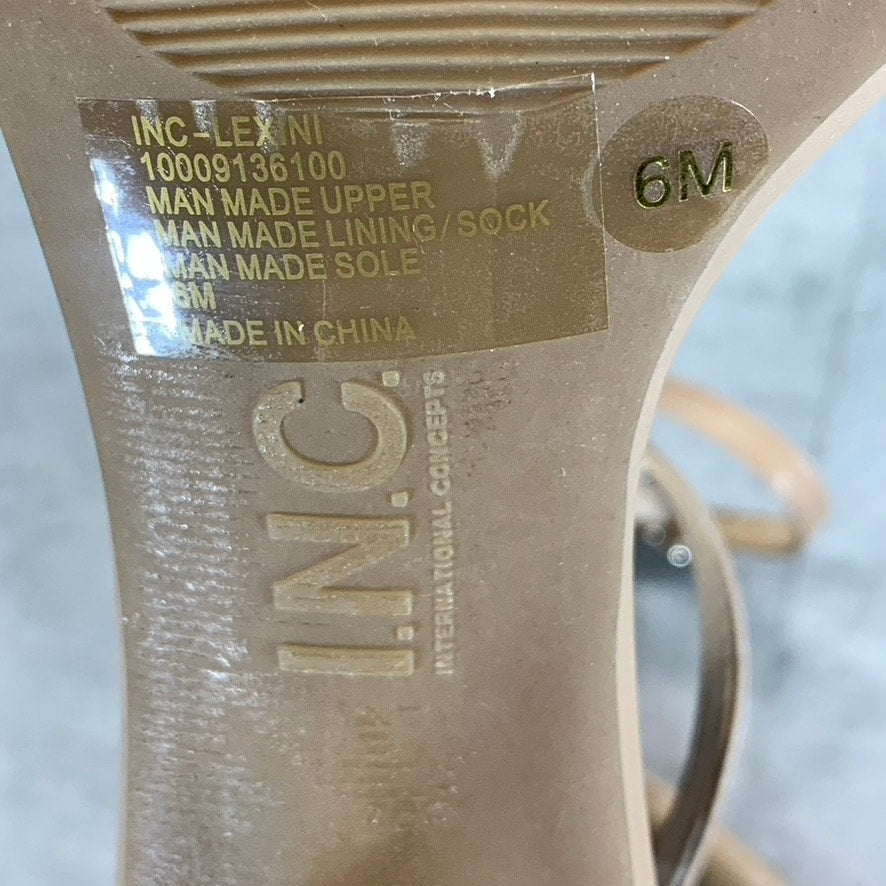 INC-LEXINI
10009136100
MAN MADE UPPER
MAN MADE LINING/SOCK
MAN MADE SOLE
6M
MADE IN CHINA
6M
I.N.C.
INTERNATIONAL CONCEPTS